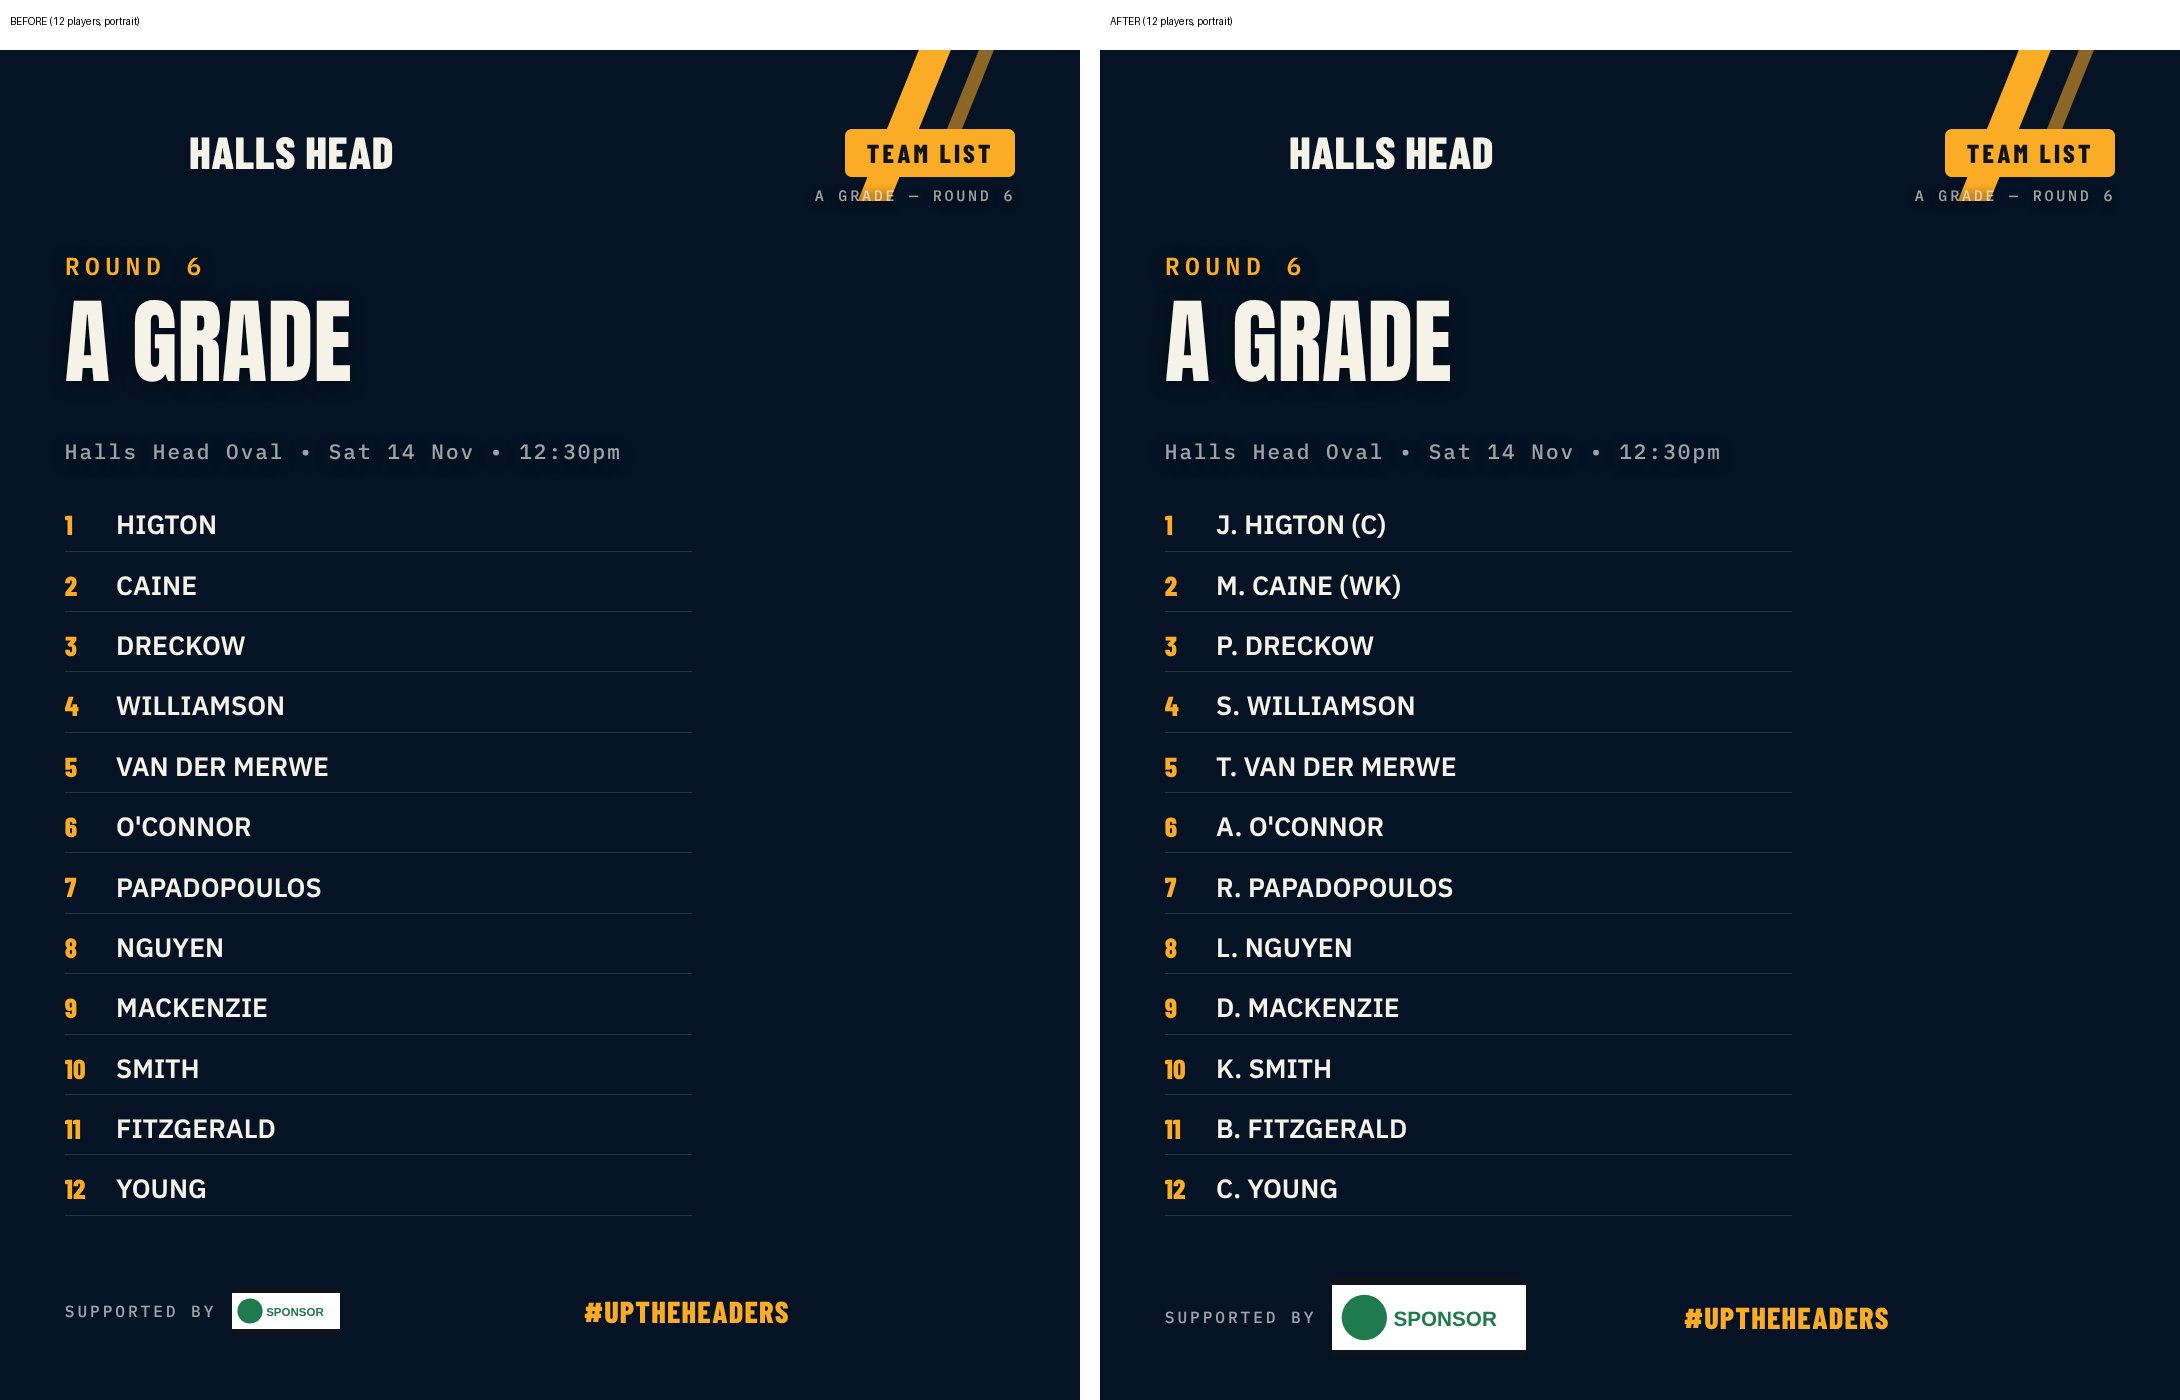 BEFORE (12 players, portrait)
HALLS HEAD
TEAM LIST
A GRADE — ROUND 6
ROUND 6
A GRADE
Halls Head Oval • Sat 14 Nov • 12:30pm
1 HIGTON
2 CAINE
3 DRECKOW
4 WILLIAMSON
5 VAN DER MERWE
6 O'CONNOR
7 PAPADOPOULOS
8 NGUYEN
9 MACKENZIE
10 SMITH
11 FITZGERALD
12 YOUNG
SUPPORTED BY SPONSOR #UPTHEHEADERS
AFTER (12 players, portrait)
HALLS HEAD
TEAM LIST
A GRADE — ROUND 6
ROUND 6
A GRADE
Halls Head Oval • Sat 14 Nov • 12:30pm
1 J. HIGTON (C)
2 M. CAINE (WK)
3 P. DRECKOW
4 S. WILLIAMSON
5 T. VAN DER MERWE
6 A. O'CONNOR
7 R. PAPADOPOULOS
8 L. NGUYEN
9 D. MACKENZIE
10 K. SMITH
11 B. FITZGERALD
12 C. YOUNG
SUPPORTED BY SPONSOR #UPTHEHEADERS